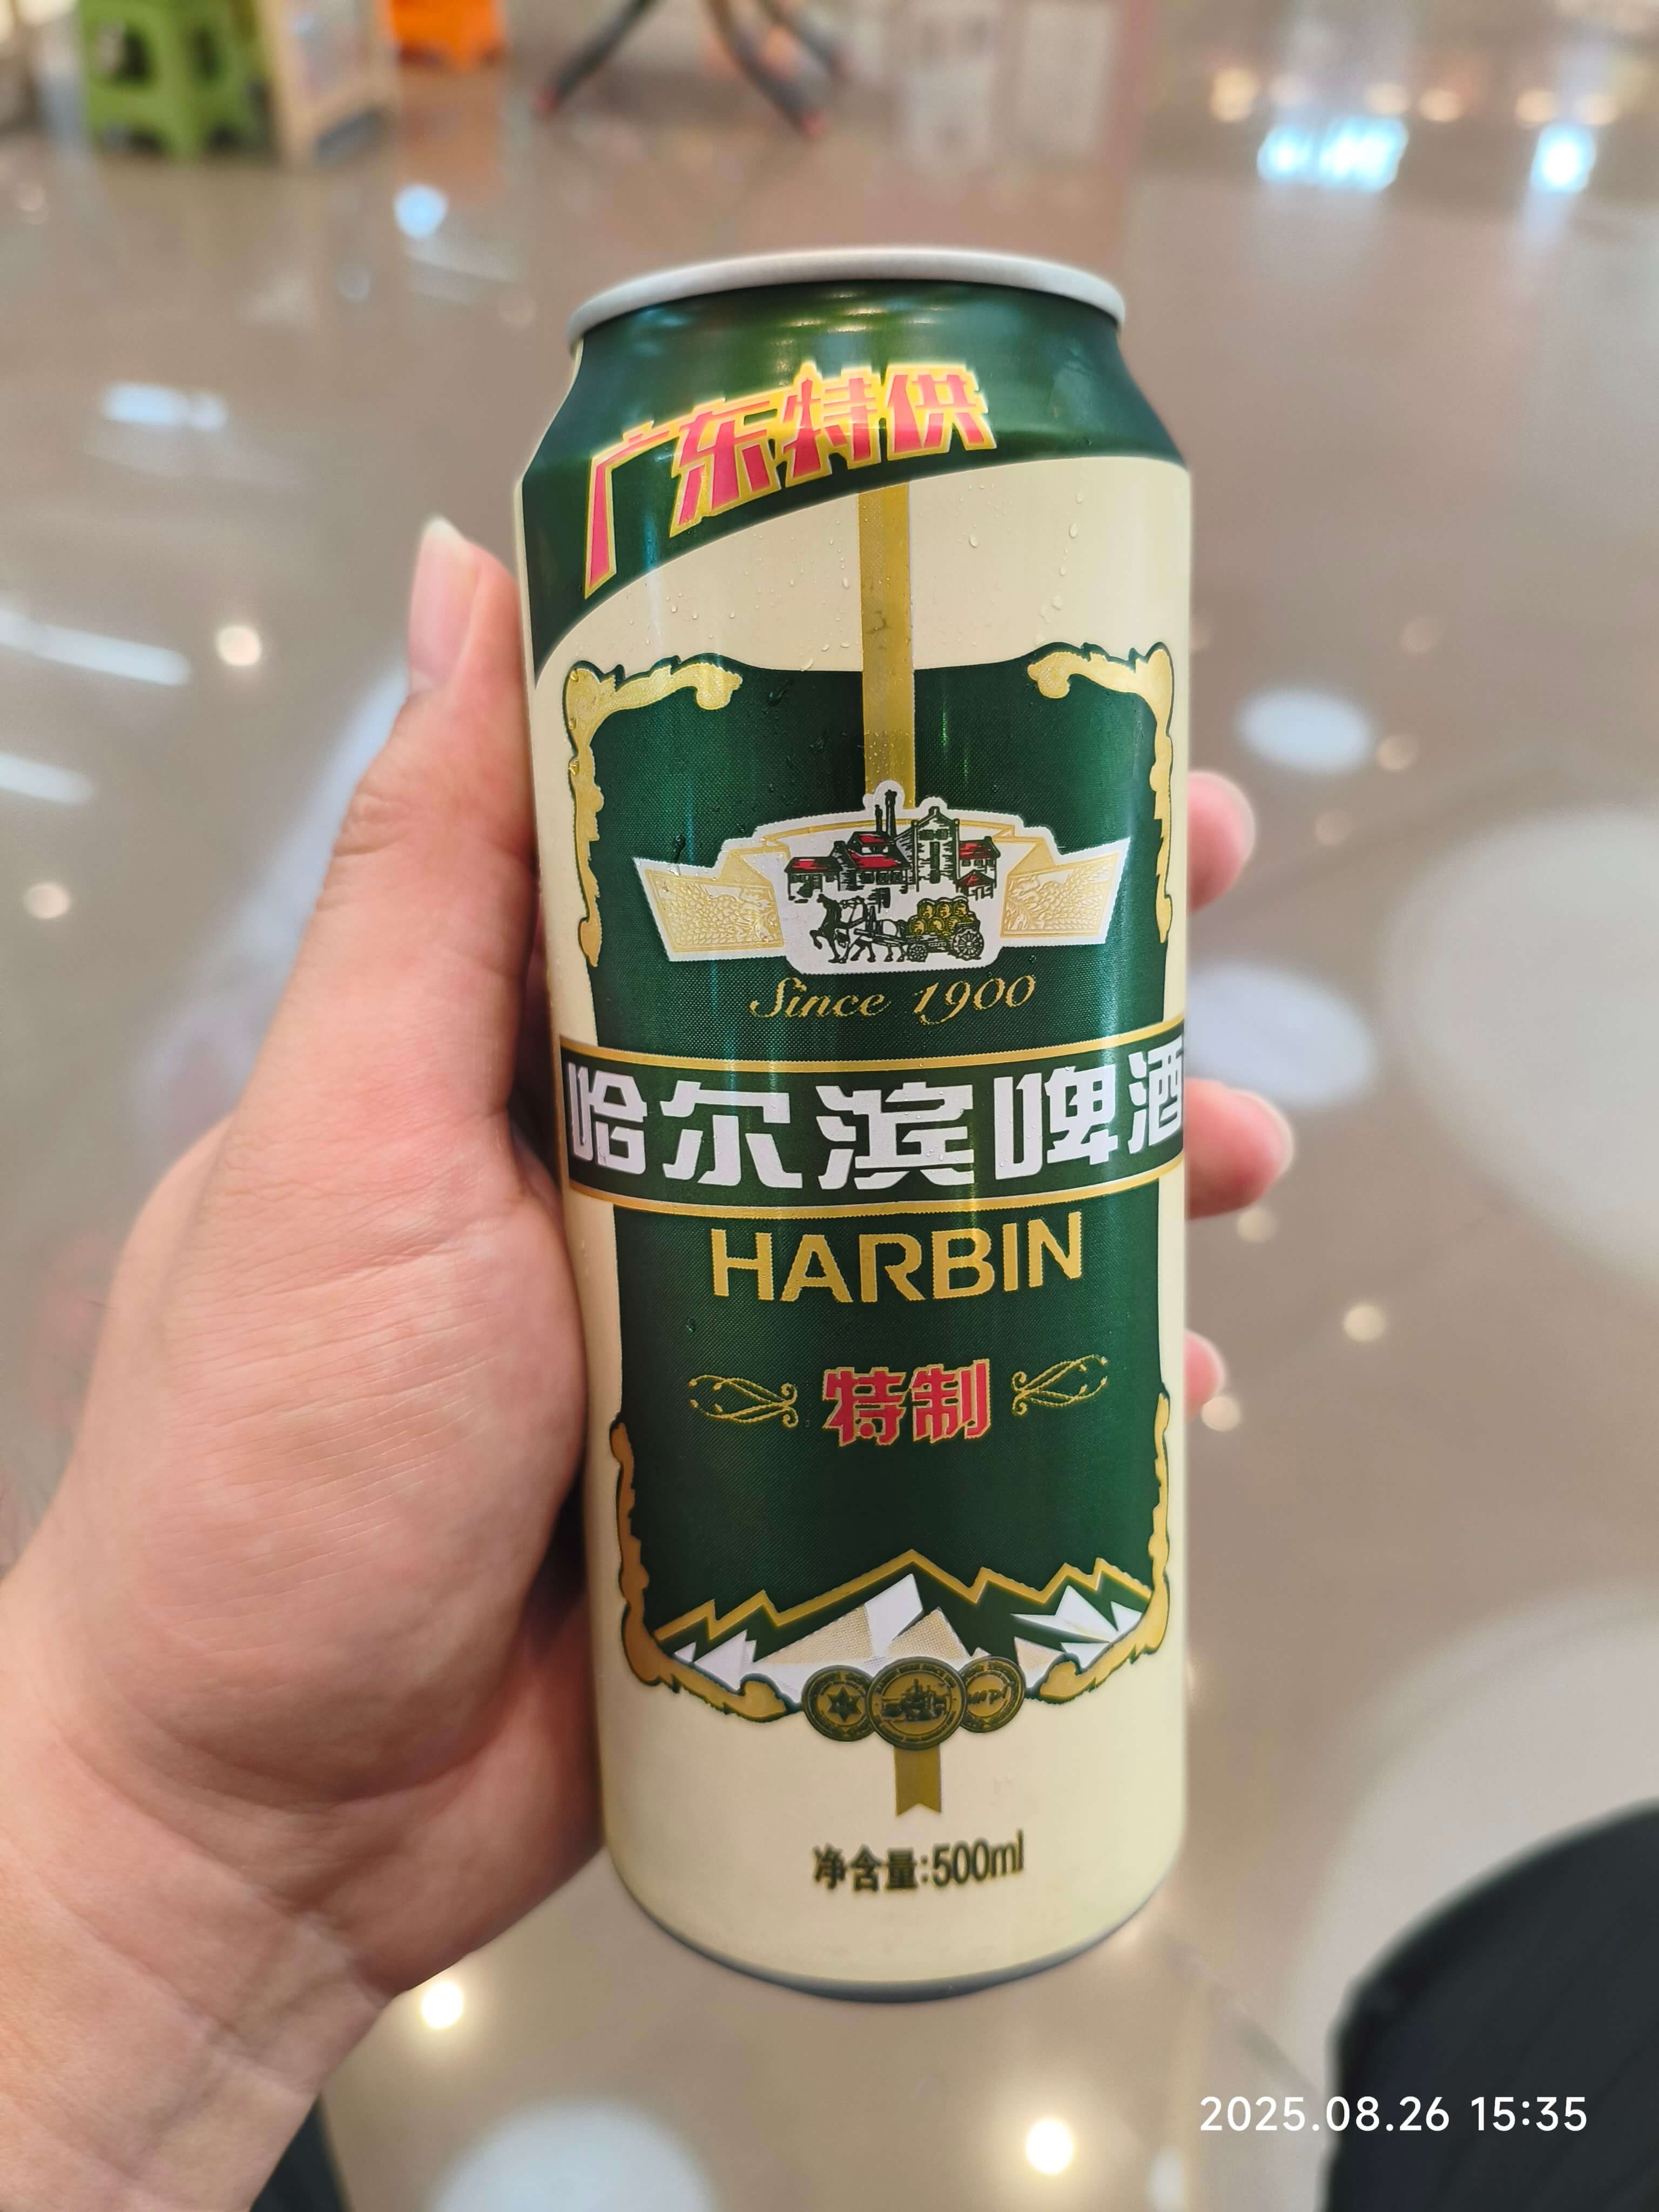 广东特供
Since 1900
哈尔滨啤酒
HARBIN
特制
净含量:500ml
2025.08.26 15:35